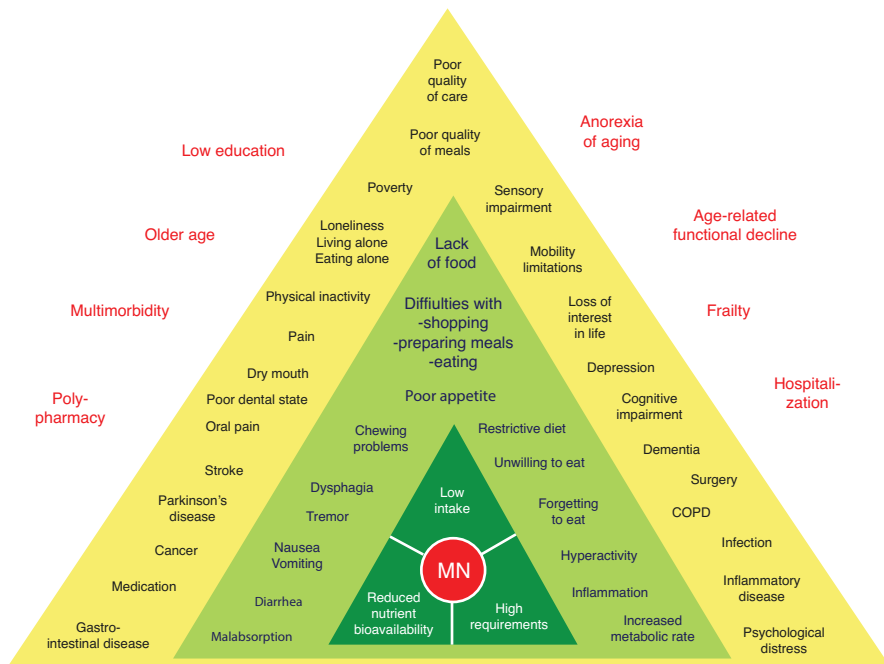 Poor
quality
of care
Poor quality
of meals
Anorexia
of aging
Low education
Poverty
Sensory
impairment
Age-related
functional decline
Older age
Loneliness
Living alone
Eating alone
Lack
of food
Mobility
limitations
Multimorbidity
Physical inactivity
Diffiulties with
-shopping
-preparing meals
-eating
Loss of
interest
in life
Frailty
Pain
Dry mouth
Depression
Hospitali-
zation
Poly-
pharmacy
Poor dental state
Poor appetite
Cognitive
impairment
Oral pain
Chewing
problems
Restrictive diet
Dementia
Stroke
Unwilling to eat
Surgery
Parkinson's
disease
Dysphagia
Tremor
Low
intake
Forgetting
to eat
COPD
Cancer
Nausea
Vomiting
MN
Hyperactivity
Infection
Medication
Diarrhea
Reduced
nutrient
bioavailability
High
requirements
Inflammation
Inflammatory
disease
Gastro-
intestinal disease
Malabsorption
Increased
metabolic rate
Psychological
distress